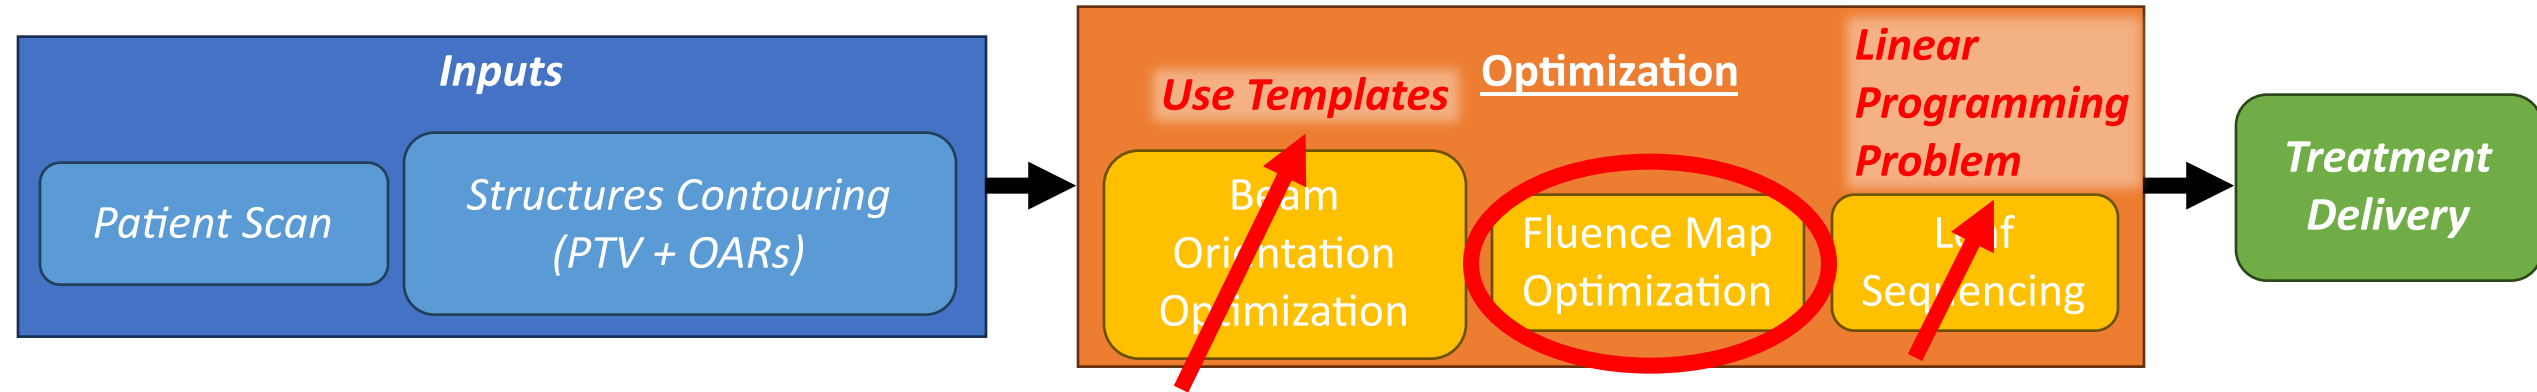 Inputs
Patient Scan
Structures Contouring
(PTV + OARs)
Optimization
Use Templates
Beam
Orientation
Optimization
Fluence Map
Optimization
Linear
Programming
Problem
Leaf
Sequencing
Treatment
Delivery